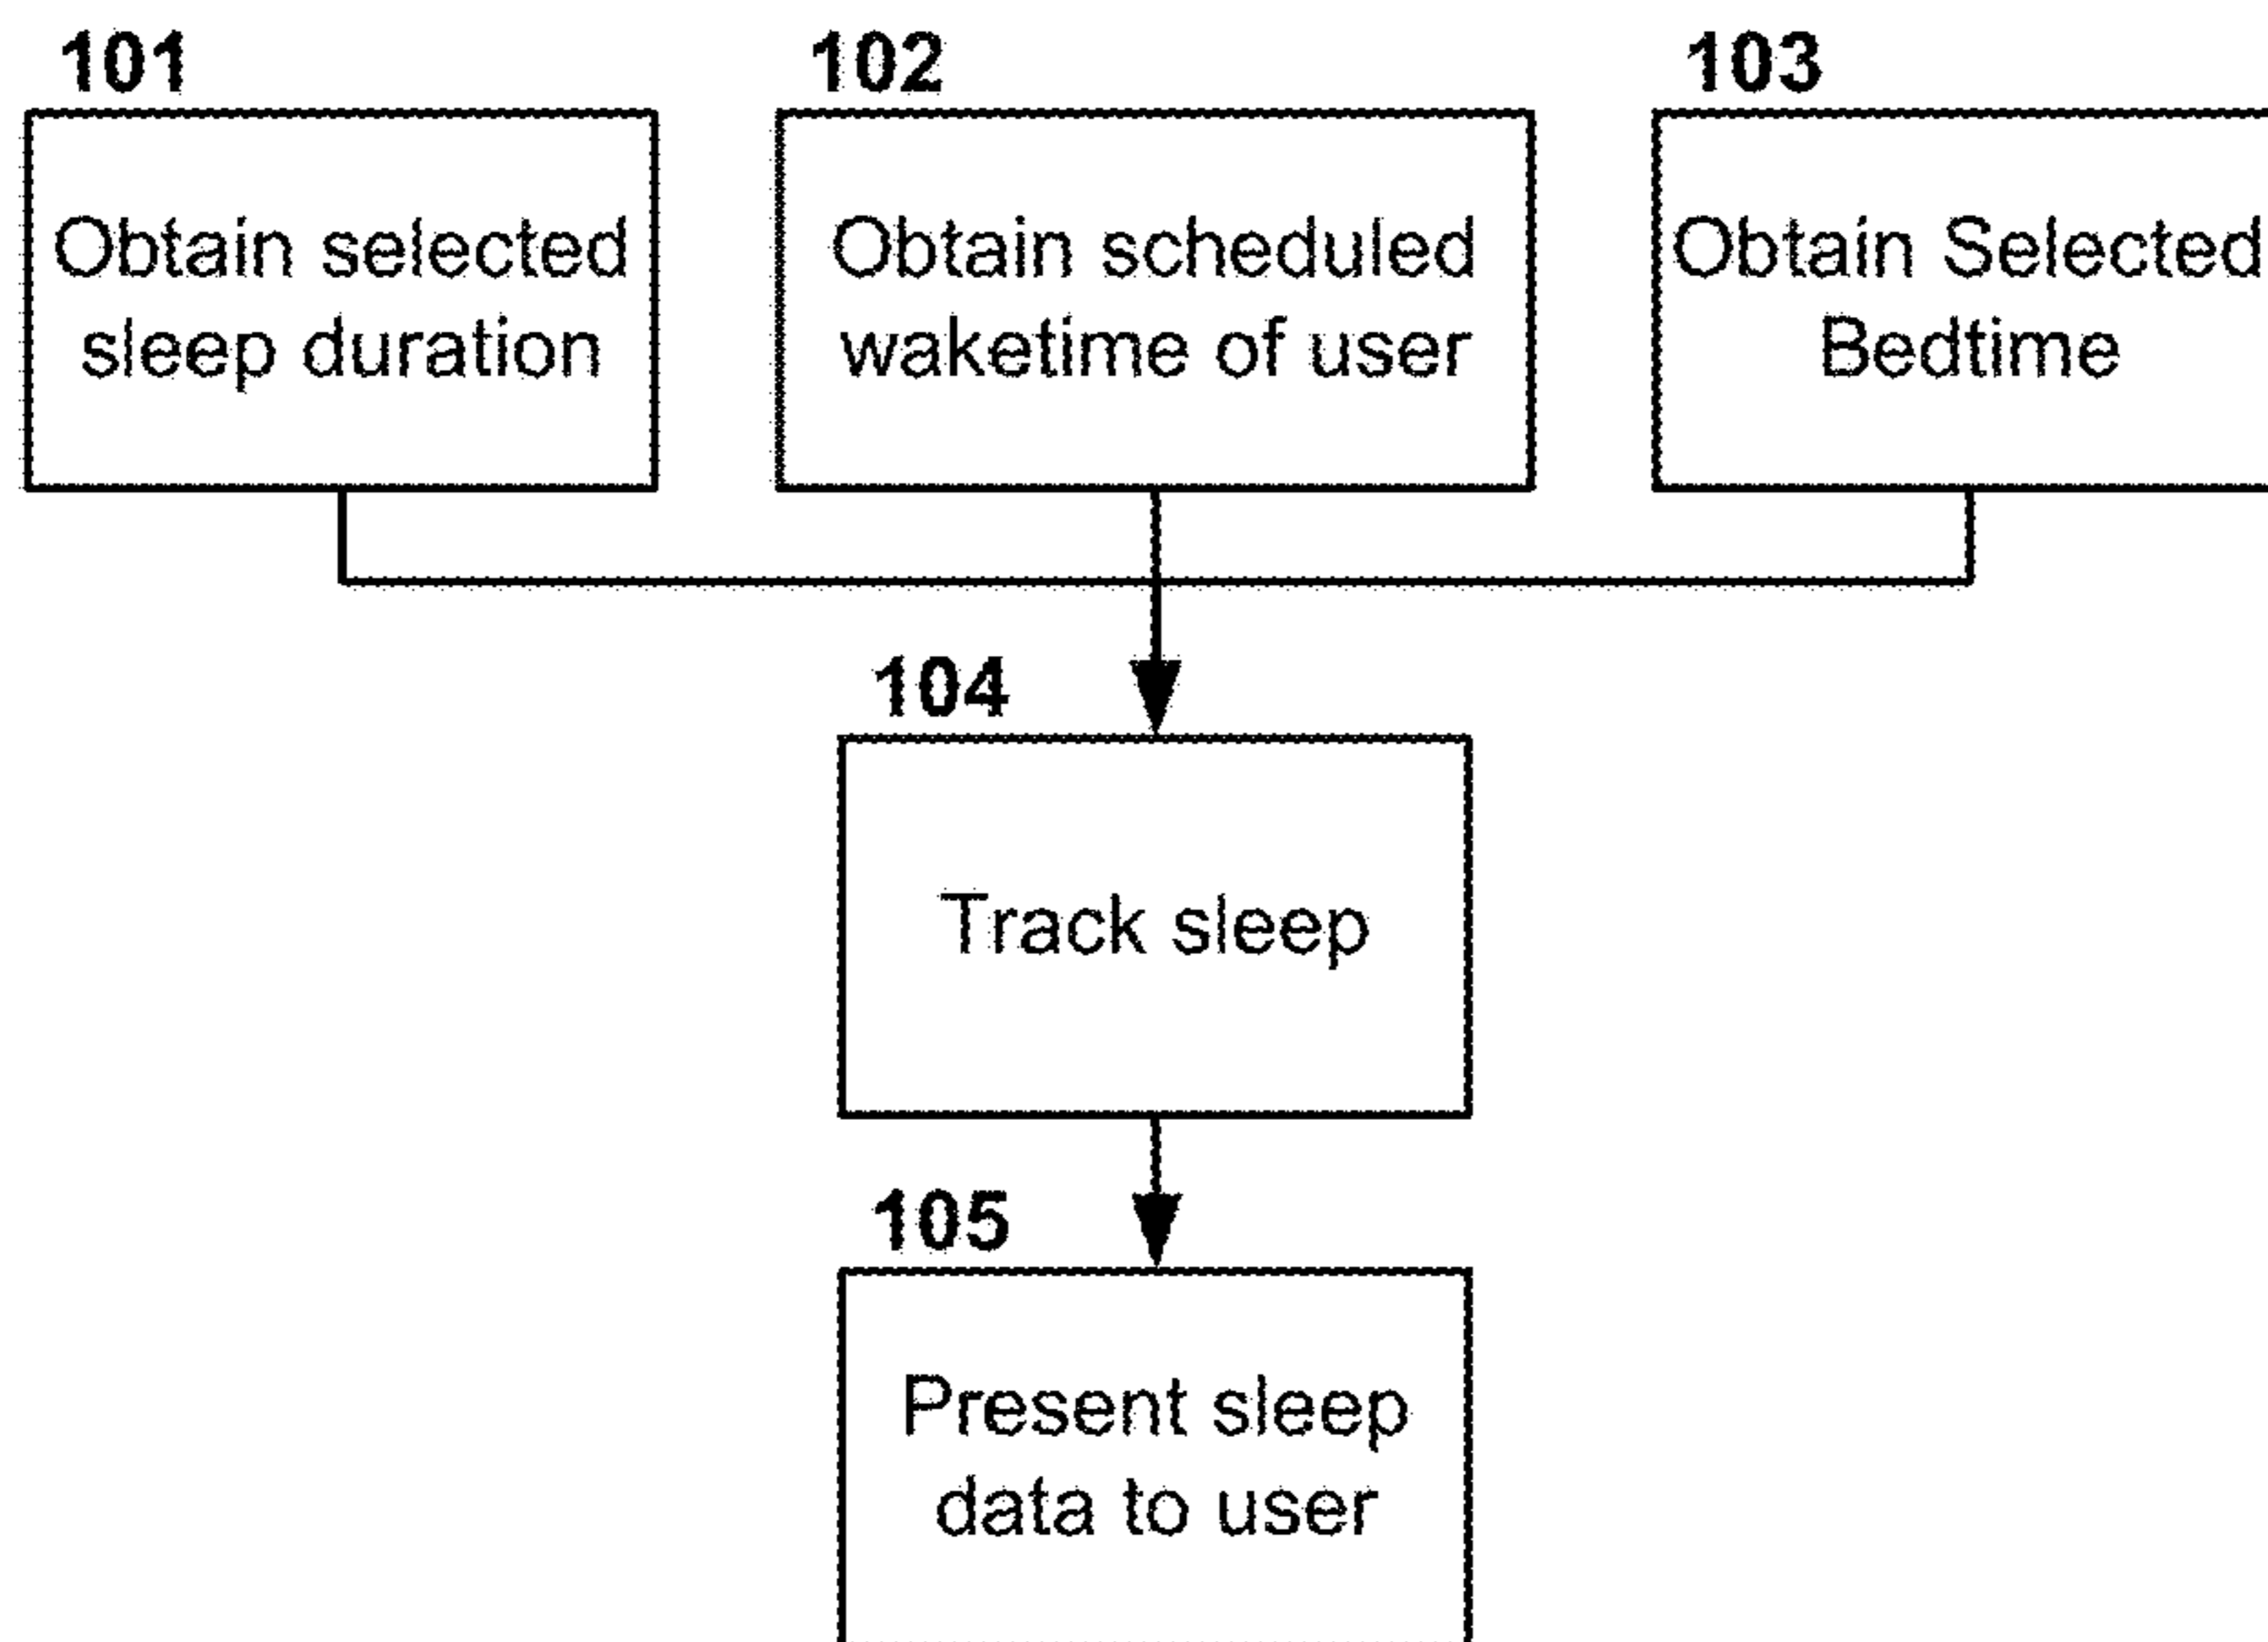 101
102
103
Obtain selected
sleep duration
Obtain scheduled
waketime of user
Obtain Selected
Bedtime
104
Track sleep
105
Present sleep
data to user